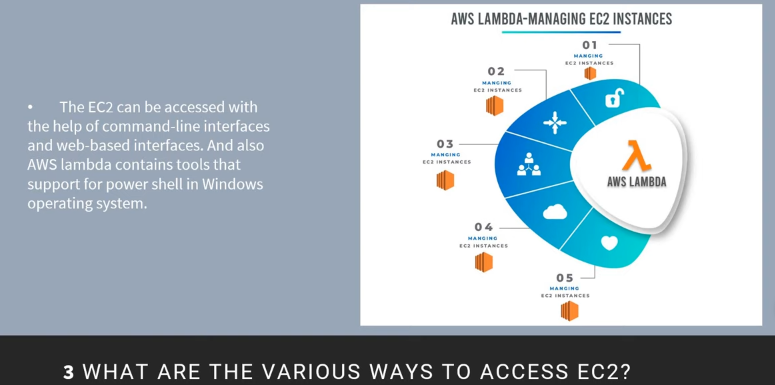 AWS LAMBDA-MANAGING EC2 INSTANCES
• The EC2 can be accessed with
the help of command-line interfaces
and web-based interfaces. And also
AWS lambda contains tools that
support for power shell in Windows
operating system.
01
MANGING
EC2 INSTANCES
02
MANGING
EC2 INSTANCES
03
MANGING
EC2 INSTANCES
04
MANGING
EC2 INSTANCES
05
MANGING
EC2 INSTANCES
AWS LAMBDA
3 WHAT ARE THE VARIOUS WAYS TO ACCESS EC2?